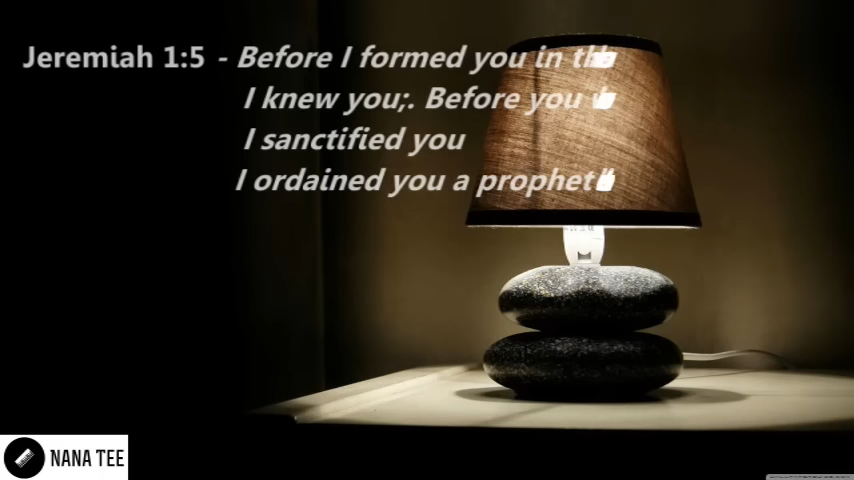 Jeremiah 1:5 - Before I formed you in
I knew you;. Before you
I sanctified you
I ordained you a prophet
NANA TEE